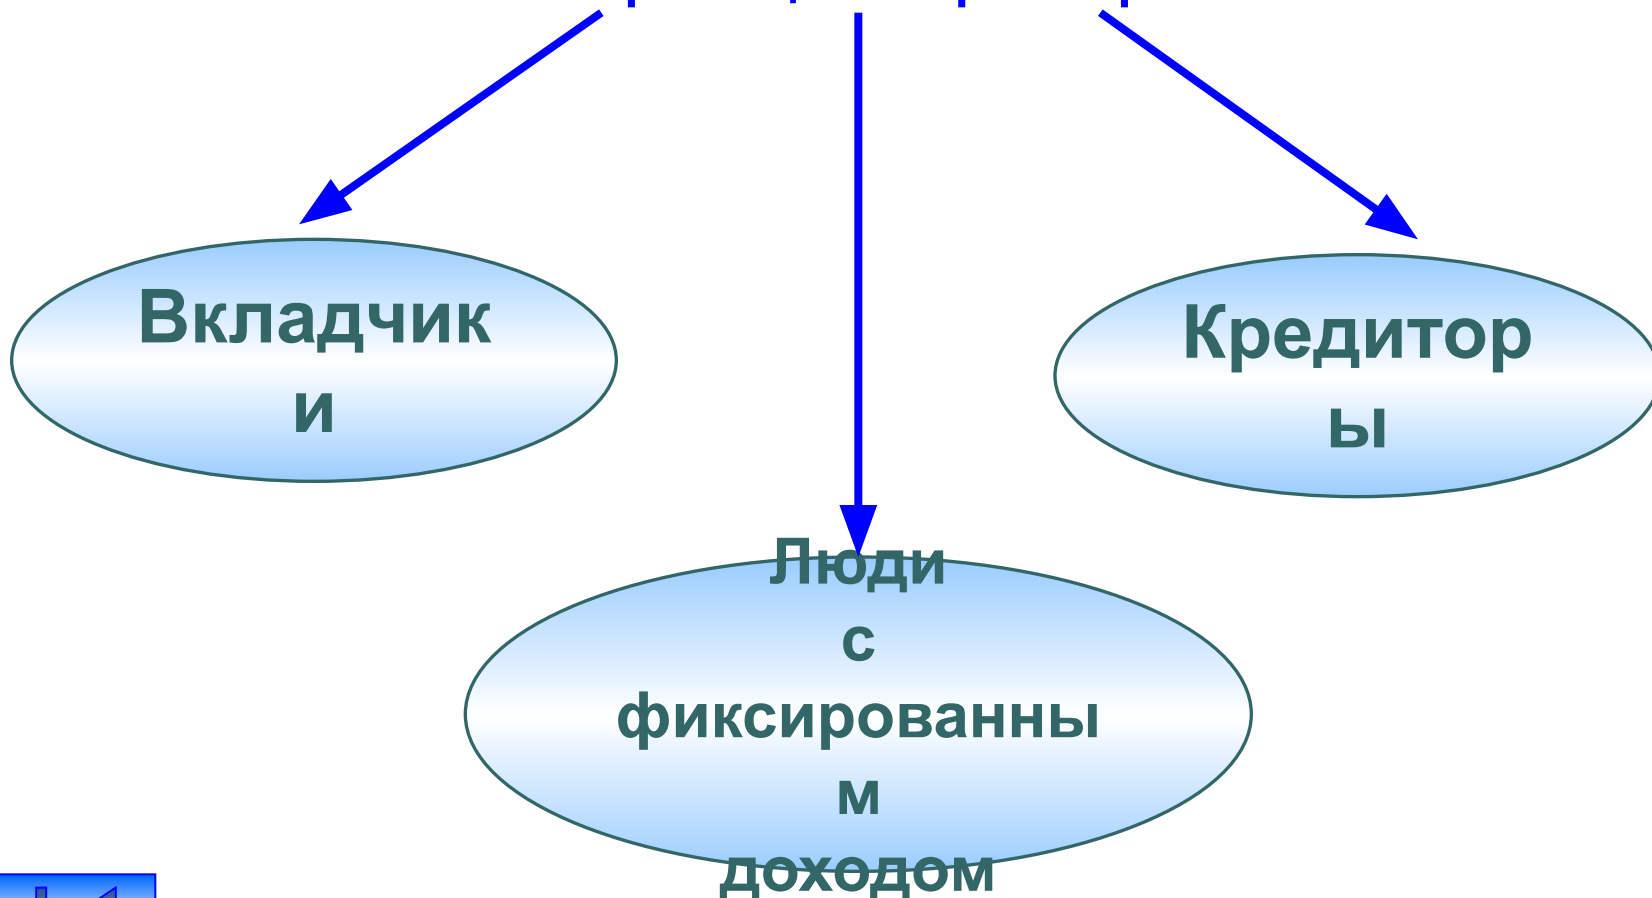 Вкладчик
и
Кредитор
ы
Люди
с
фиксированны
м
доходом